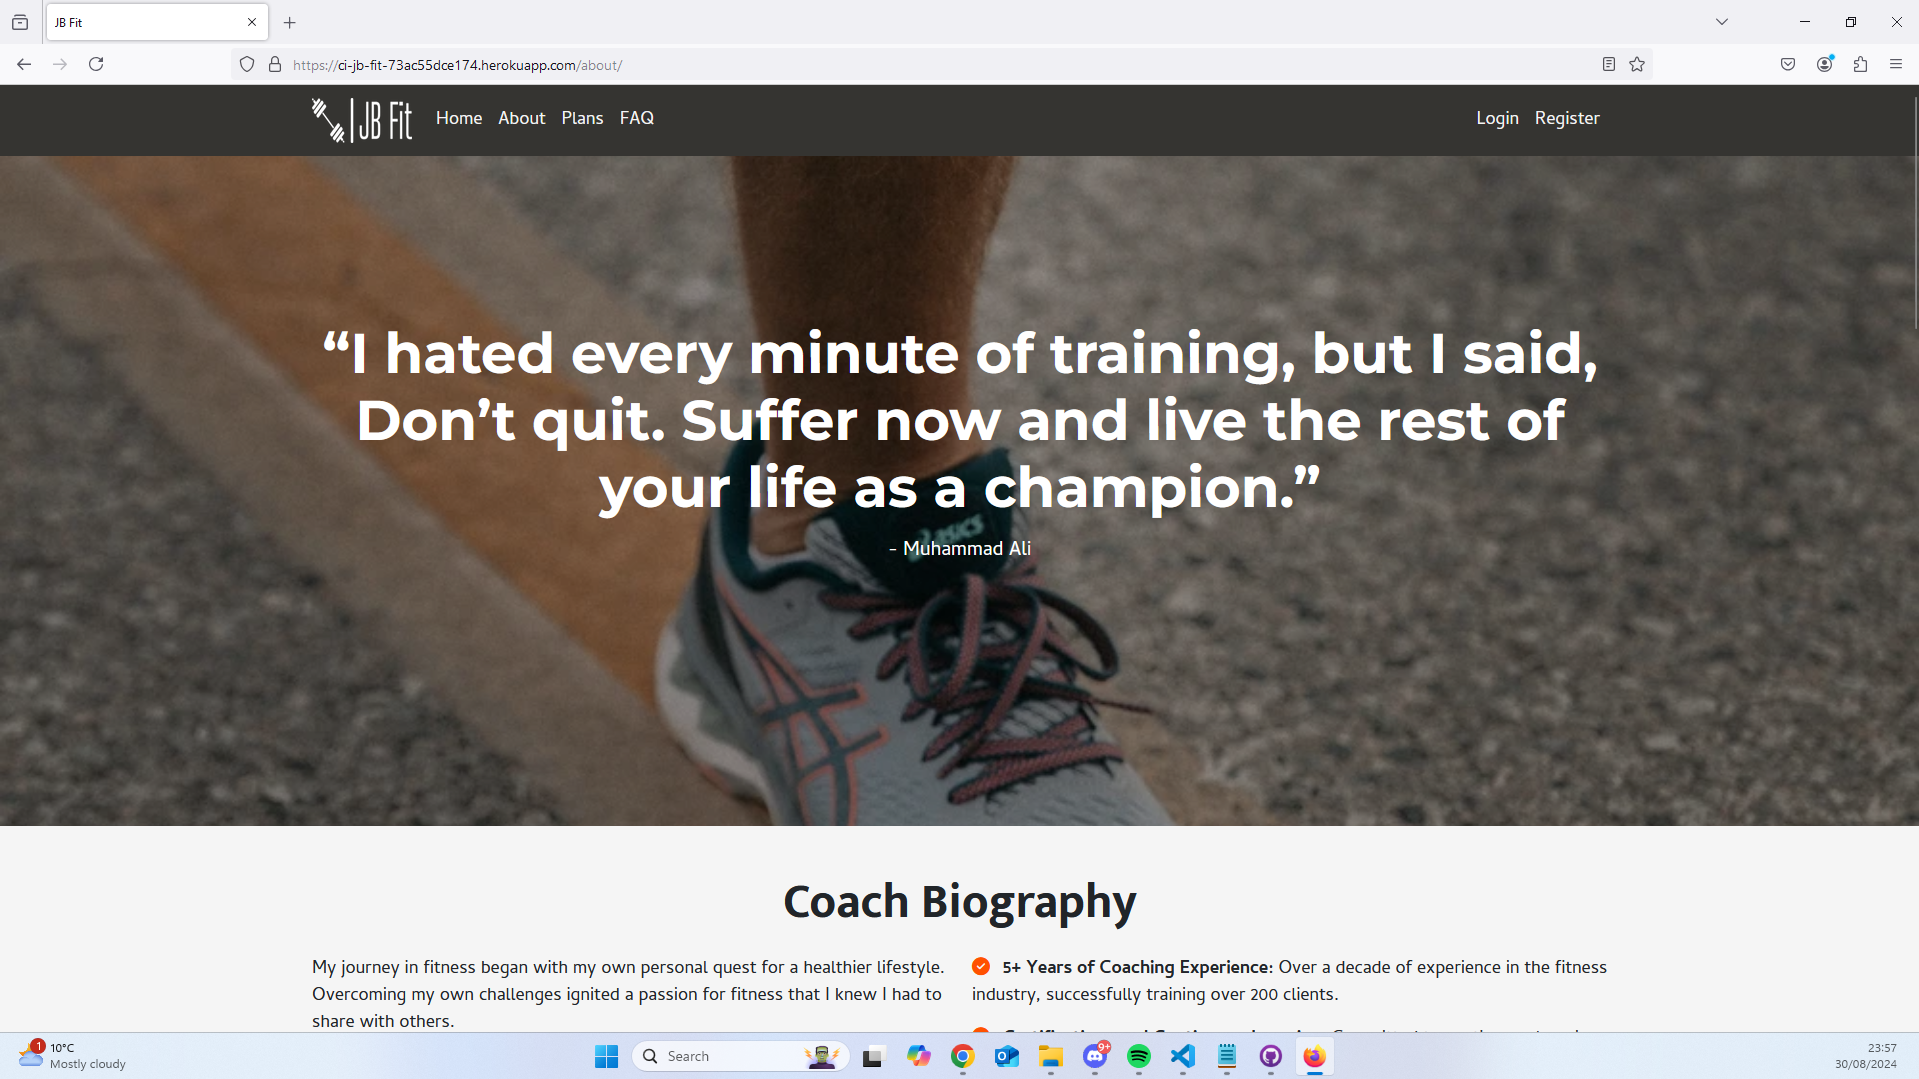 JB Fit
https://ci-jb-fit-73ac55dce174.herokuapp.com/about/
JB Fit
Home About Plans FAQ
Login Register
“I hated every minute of training, but I said,
Don’t quit. Suffer now and live the rest of
your life as a champion.”
- Muhammad Ali
asics
Coach Biography
My journey in fitness began with my own personal quest for a healthier lifestyle.
Overcoming my own challenges ignited a passion for fitness that I knew I had to
share with others.
5+ Years of Coaching Experience: Over a decade of experience in the fitness
industry, successfully training over 200 clients.
1
10°C
Mostly cloudy
Search
9+
23:57
30/08/2024